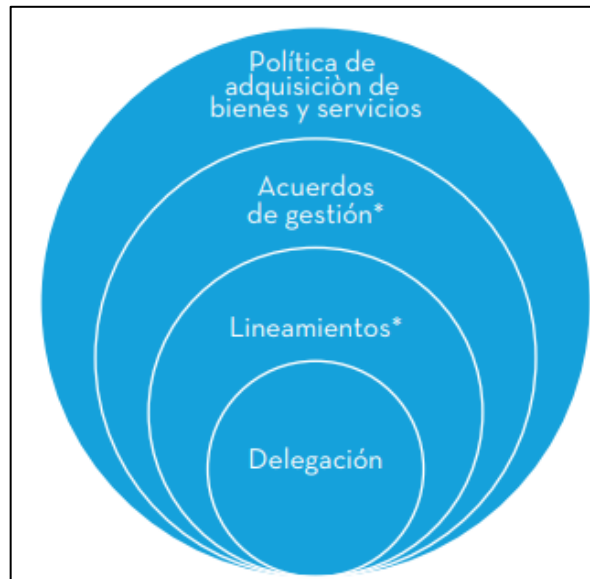 Política de
adquisiciòn de
bienes y servicios
Acuerdos
de gestión*
Lineamientos*
Delegación